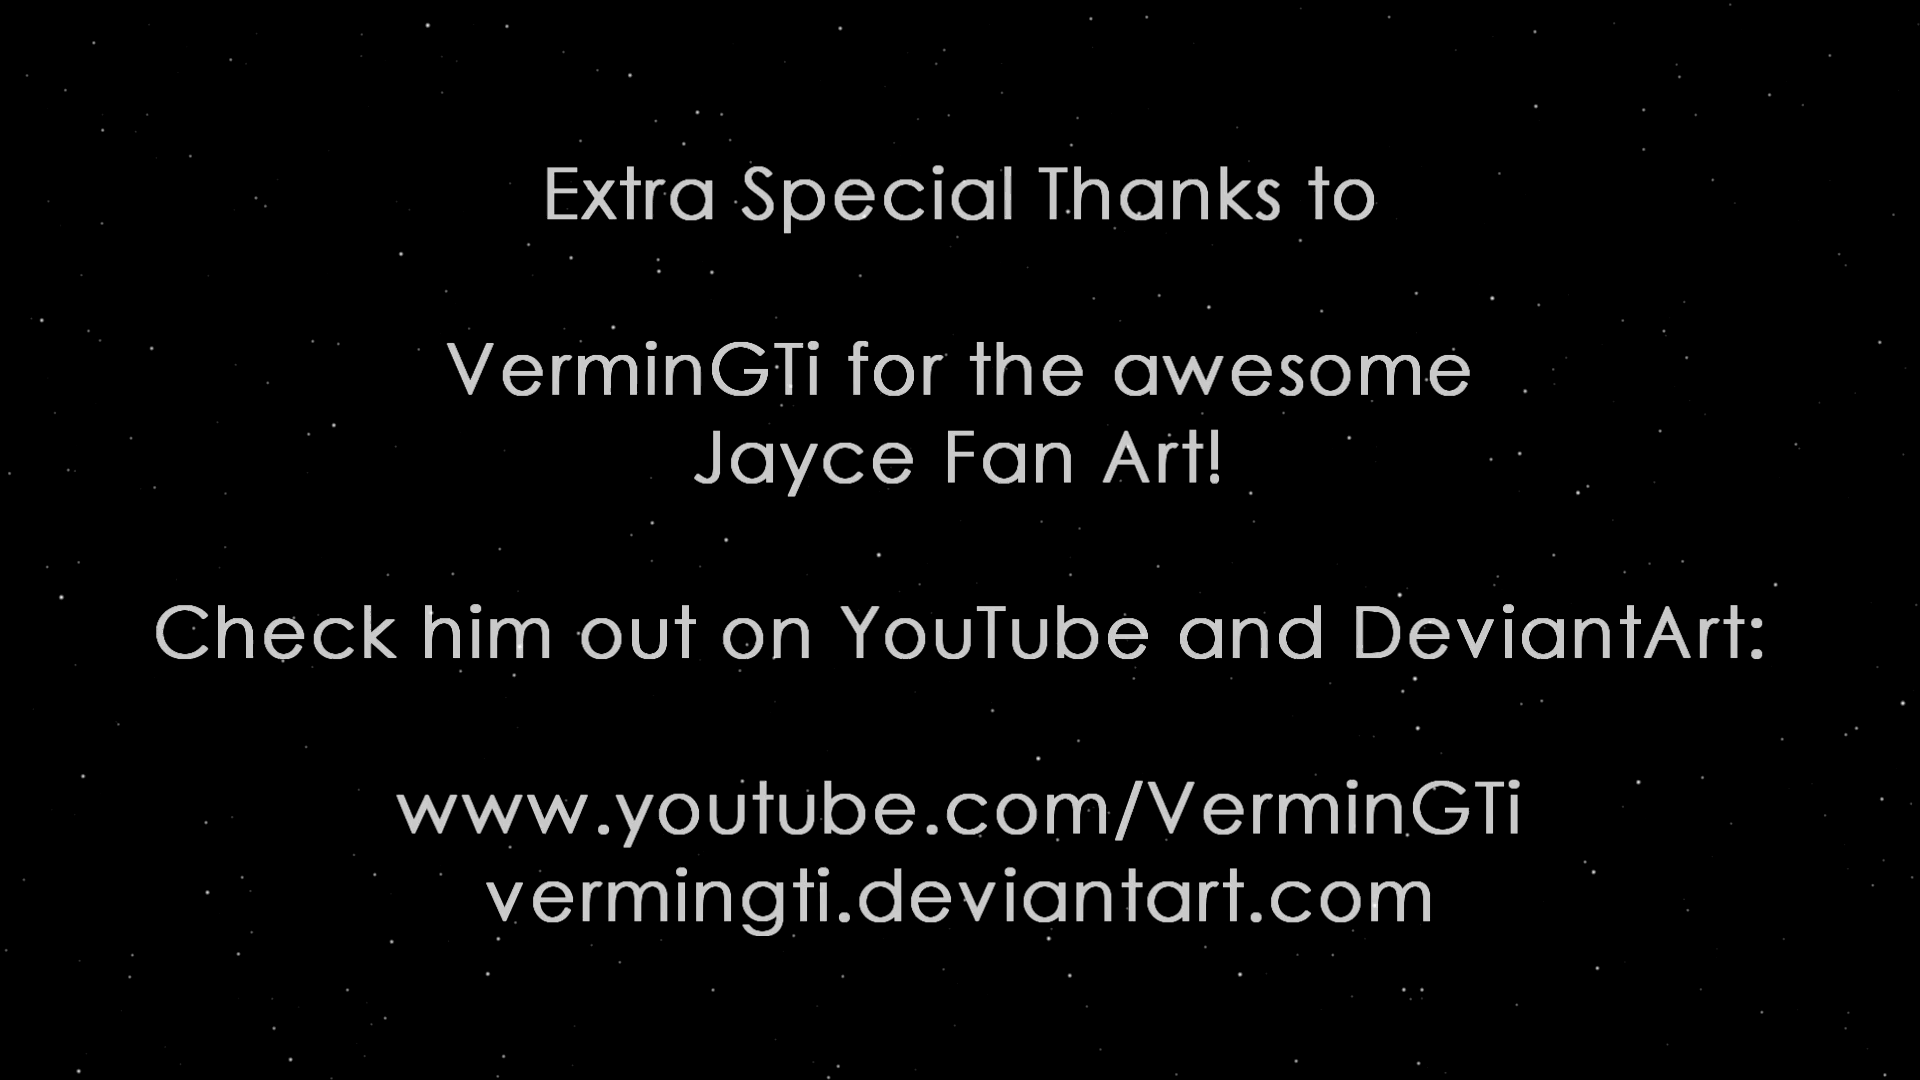 Extra Special Thanks to
VerminGTi for the awesome
Jayce Fan Art!
Check him out on YouTube and DeviantArt:
www.youtube.com/VerminGTi
vermingti.deviantart.com